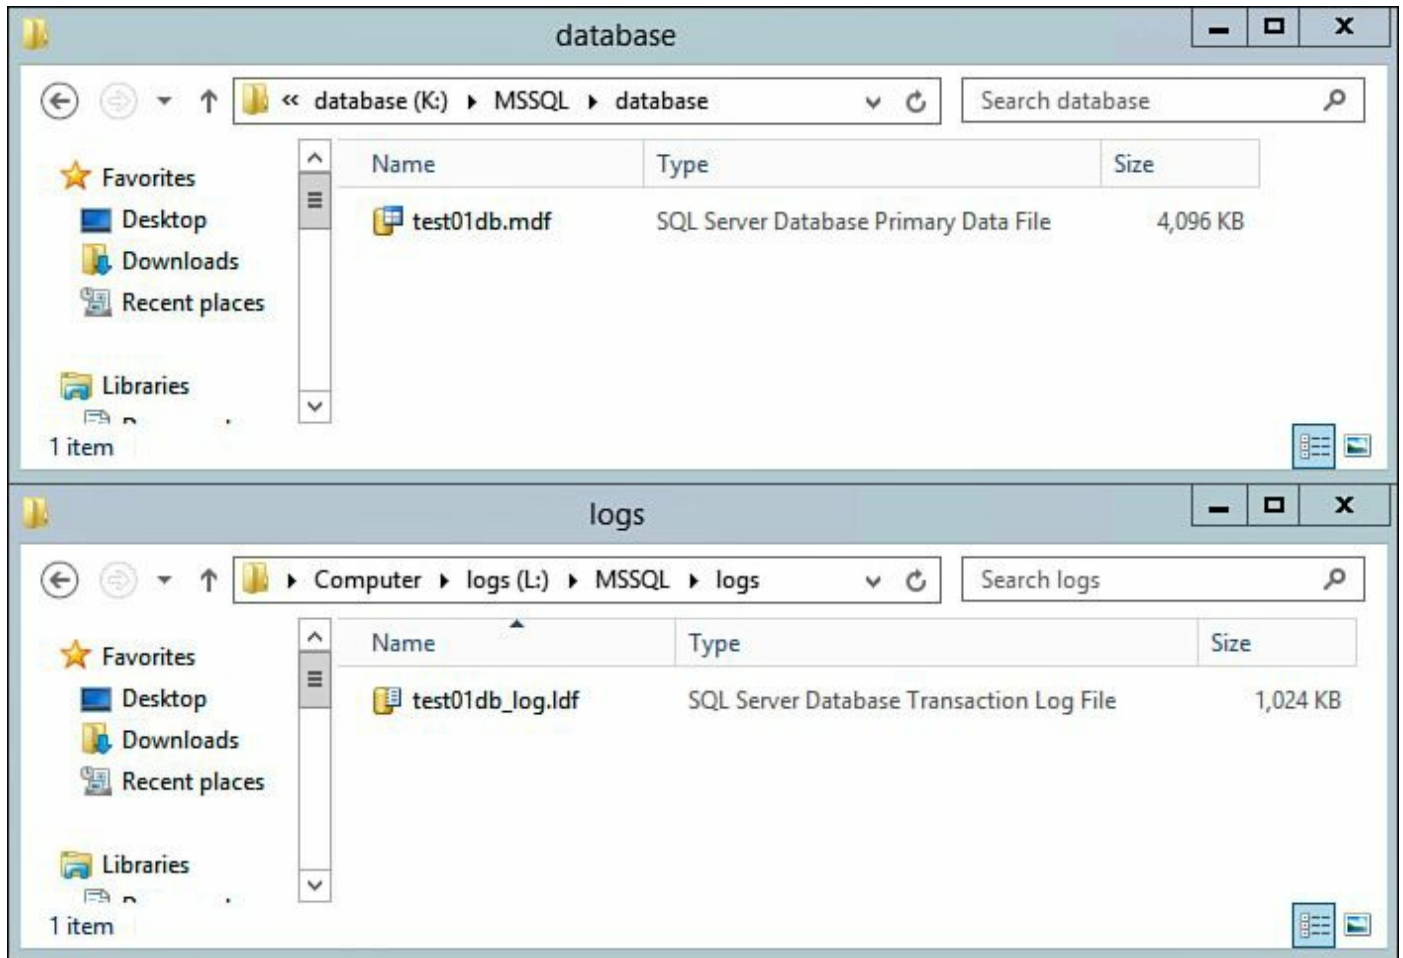 database
« database (K:) MSSQL database Search database
Name Type Size
Favorites
test01db.mdf SQL Server Database Primary Data File 4,096 KB
Desktop
Downloads
Recent places
Libraries
1 item
logs
Computer logs (L:) MSSQL logs Search logs
Name Type Size
Favorites
test01db_log.ldf SQL Server Database Transaction Log File 1,024 KB
Desktop
Downloads
Recent places
Libraries
1 item